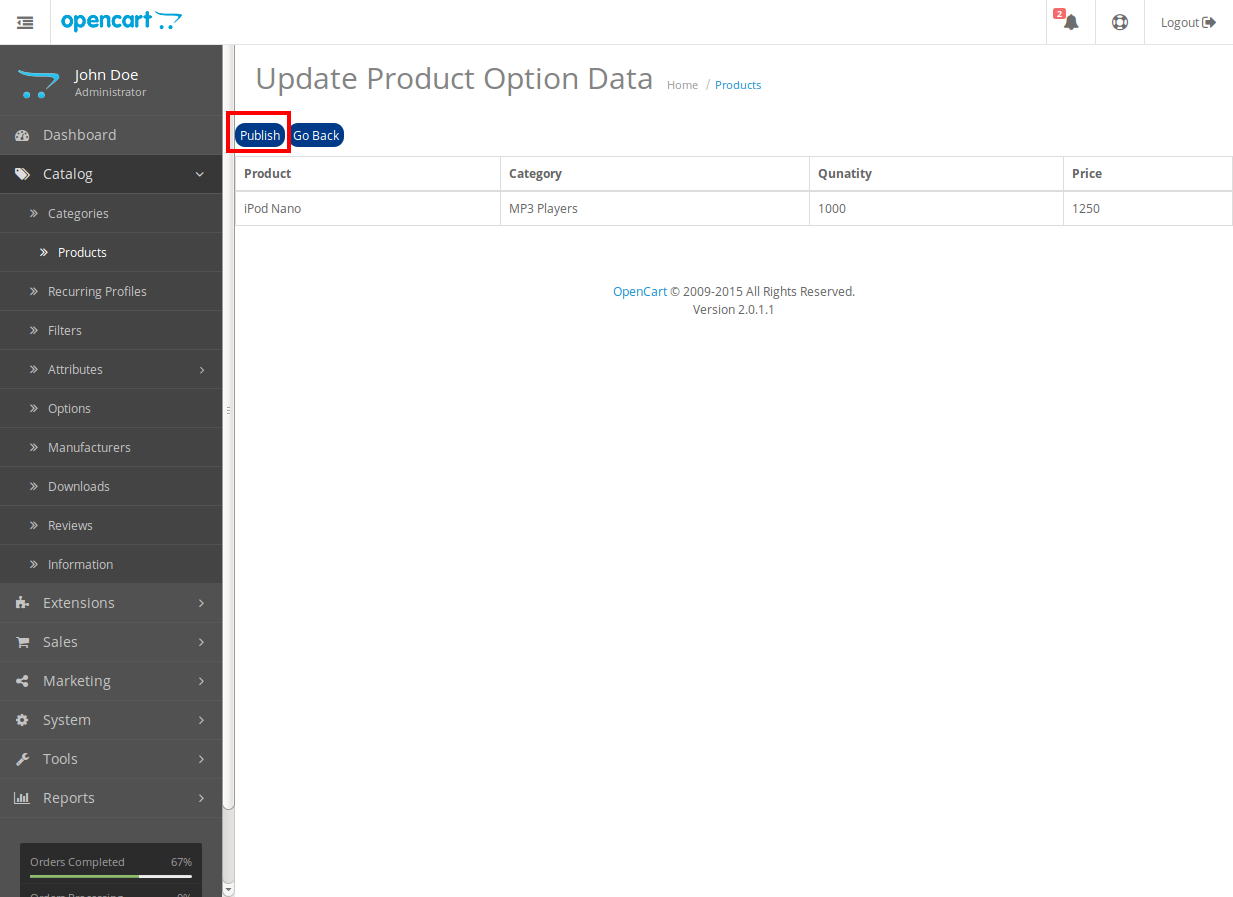 opencart
2
Logout
John Doe
Administrator
Dashboard
Catalog
Categories
Products
Recurring Profiles
Filters
Attributes
Options
Manufacturers
Downloads
Reviews
Information
Extensions
Sales
Marketing
System
Tools
Reports
Orders Completed 67%
Orders Processing 0%
Update Product Option Data Home / Products
Publish Go Back
Product Category Qunatity Price
iPod Nano MP3 Players 1000 1250
OpenCart © 2009-2015 All Rights Reserved.
Version 2.0.1.1